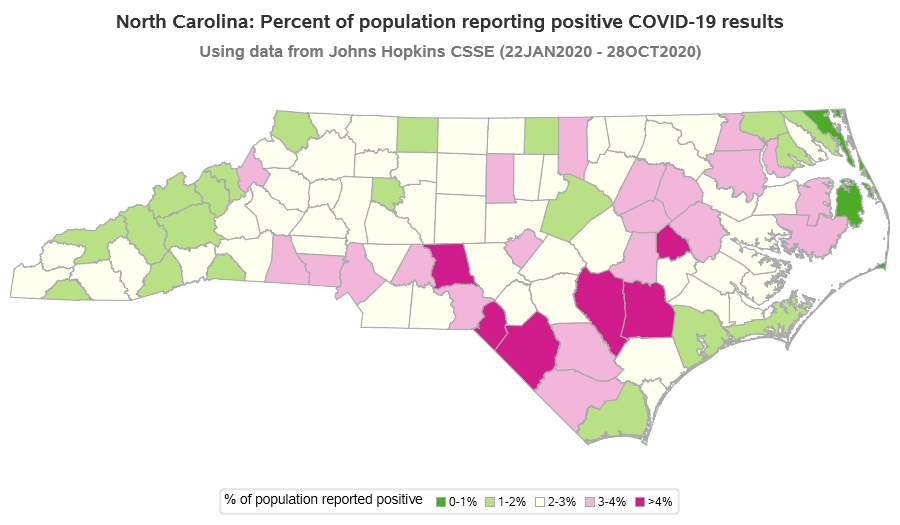 North Carolina: Percent of population reporting positive COVID-19 results
Using data from Johns Hopkins CSSE (22JAN2020 - 28OCT2020)
% of population reported positive 0-1% 1-2% 2-3% 3-4% >4%